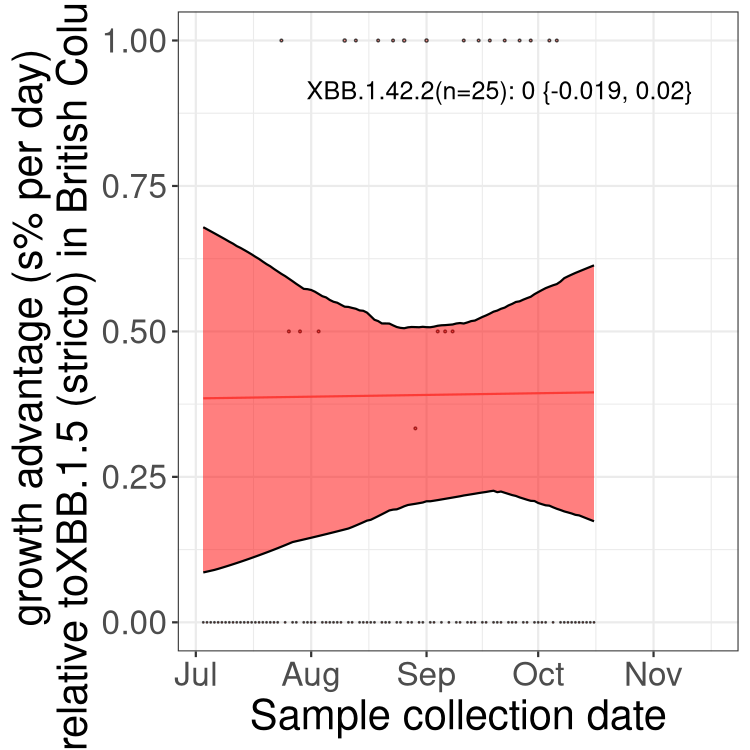 growth advantage (s% per day)
relative toXBB.1.5 (stricto) in British Colu
1.00
0.75
0.50
0.25
0.00
XBB.1.42.2(n=25): 0 {-0.019, 0.02}
Jul Aug Sep Oct Nov
Sample collection date